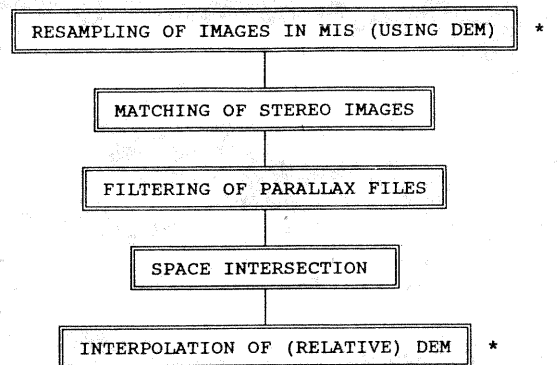 RESAMPLING OF IMAGES IN MIS (USING DEM) *
MATCHING OF STEREO IMAGES
FILTERING OF PARALLAX FILES
SPACE INTERSECTION
INTERPOLATION OF (RELATIVE) DEM *